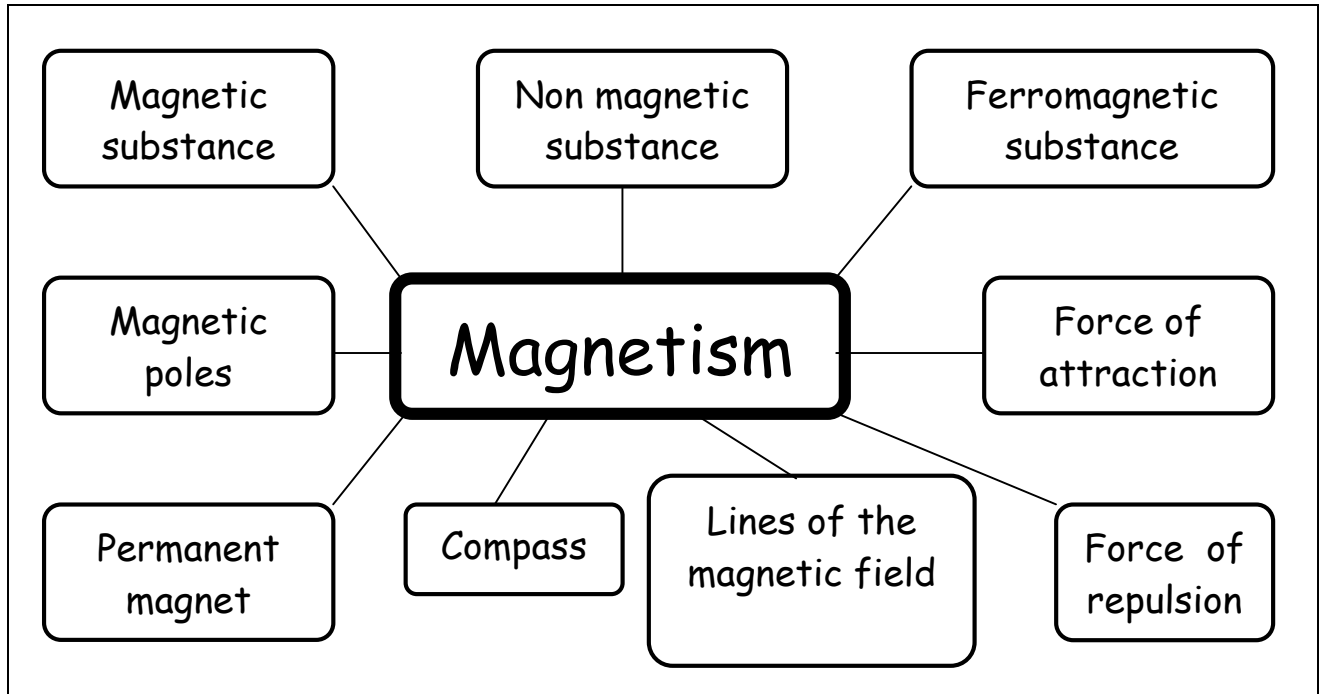 Magnetic
substance
Non magnetic
substance
Ferromagnetic
substance
Magnetic
poles
Magnetism
Force of
attraction
Permanent
magnet
Compass
Lines of the
magnetic field
Force of
repulsion